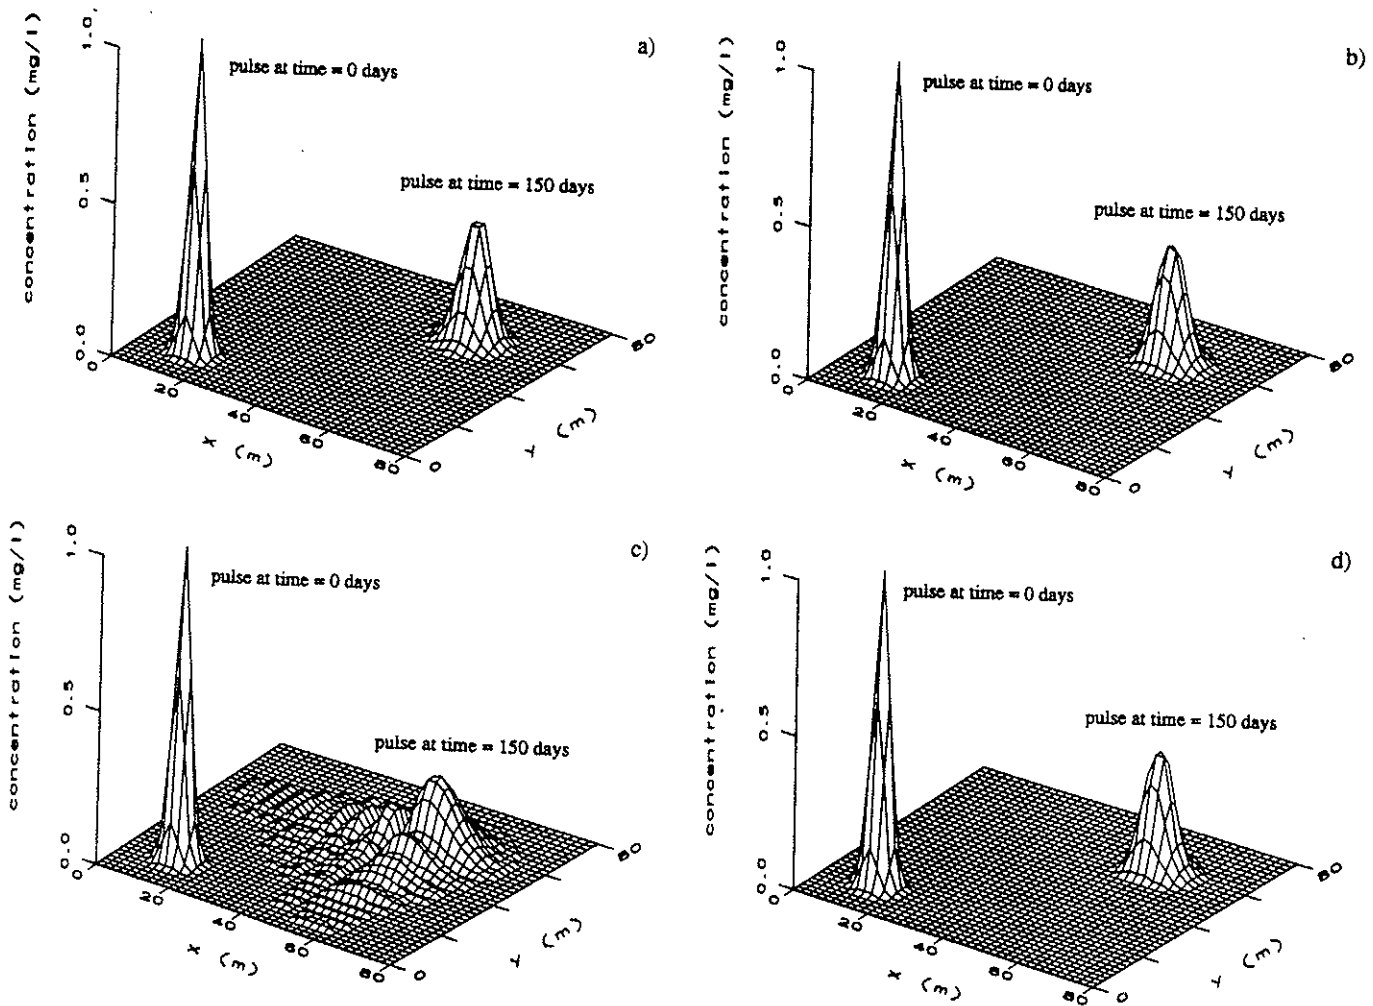 a)
concentration (mg/l)
1.0
0.5
0.0
pulse at time = 0 days
pulse at time = 150 days
0
20
40
60
80
X (m)
0
80
Y (m)
b)
concentration (mg/l)
1.0
0.5
0.0
pulse at time = 0 days
pulse at time = 150 days
0
20
40
60
80
X (m)
0
80
Y (m)
c)
concentration (mg/l)
1.0
0.5
0.0
pulse at time = 0 days
pulse at time = 150 days
0
20
40
60
80
X (m)
0
80
Y (m)
d)
concentration (mg/l)
1.0
0.5
0.0
pulse at time = 0 days
pulse at time = 150 days
0
20
40
60
80
X (m)
0
80
Y (m)